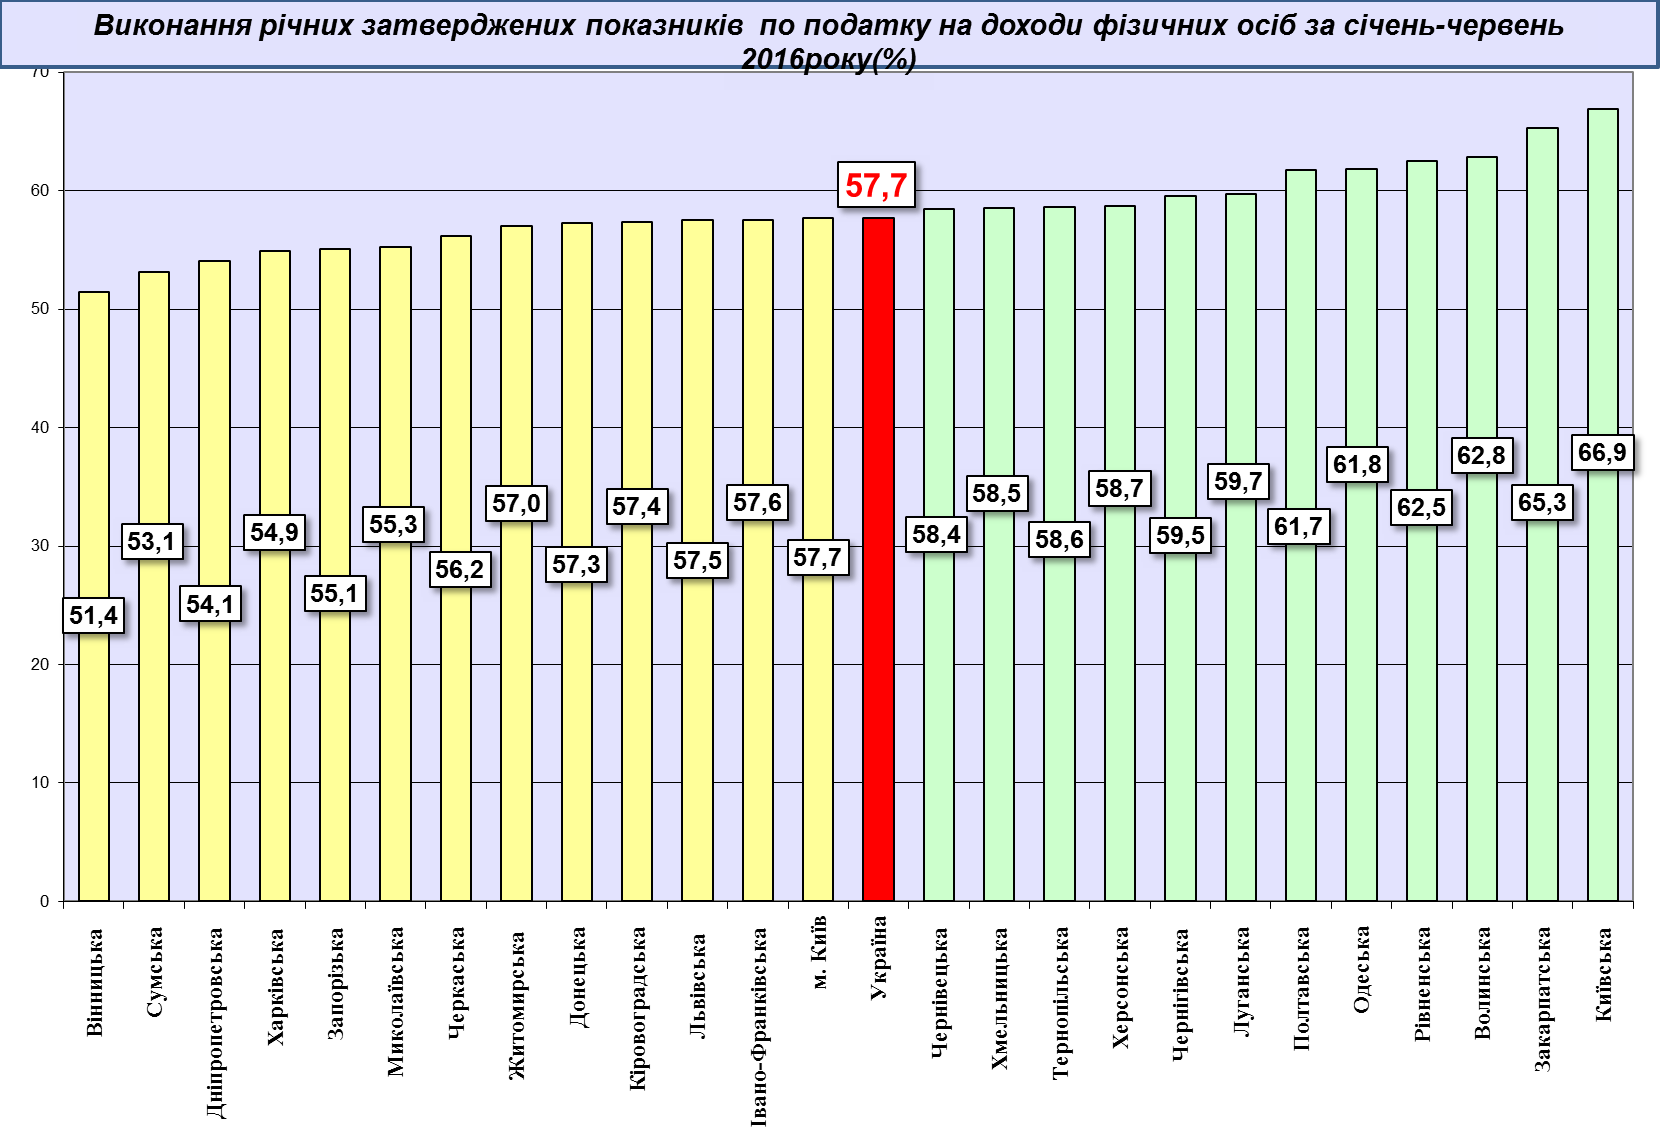 Виконання річних затверджених показників по податку на доходи фізичних осіб за січень-червень
2016року(%)
70
60
50
40
30
20
10
0
57,7
51,4
53,1
54,1
54,9
55,1
55,3
56,2
57,0
57,3
57,4
57,5
57,6
57,7
58,4
58,5
58,6
58,7
59,5
59,7
61,7
61,8
62,5
62,8
65,3
66,9
Вінницька
Сумська
Дніпропетровська
Харківська
Запорізька
Миколаївська
Черкаська
Житомирська
Донецька
Кіровоградська
Львівська
Івано-Франківська
м. Київ
Україна
Чернівецька
Хмельницька
Тернопільська
Херсонська
Чернігівська
Луганська
Полтавська
Одеська
Рівненська
Волинська
Закарпатська
Київська